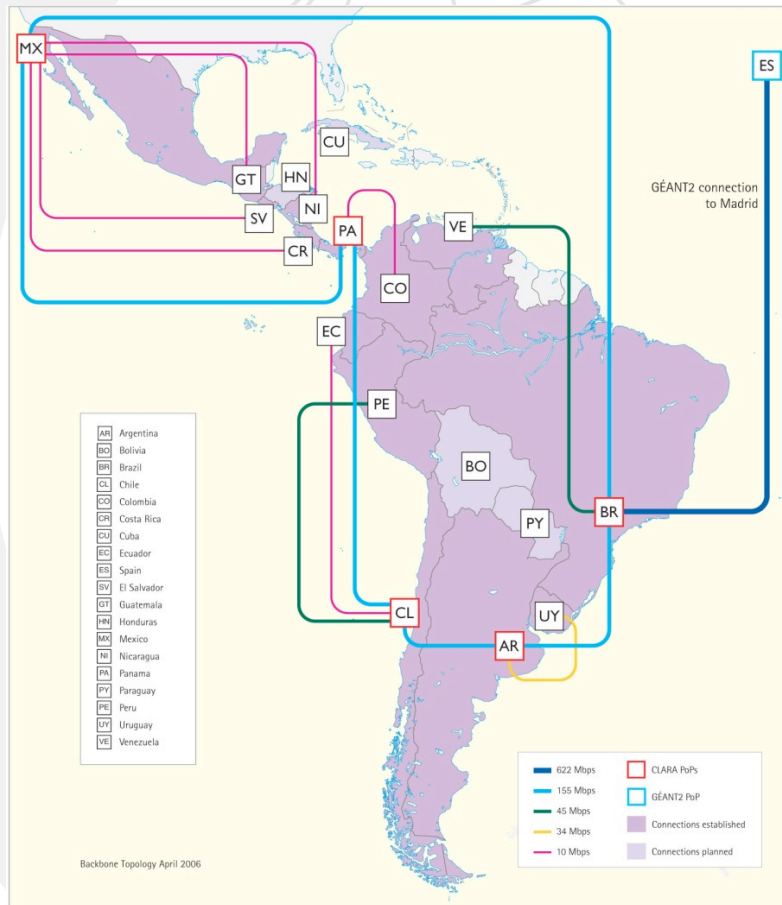 MX
ES
CU
GÉANT2 connection
to Madrid
GT
HN
SV
NI
PA
VE
CR
CO
EC
PE
BO
BR
PY
CL
UY
AR
AR Argentina
BO Bolivia
BR Brazil
CL Chile
CO Colombia
CR Costa Rica
CU Cuba
EC Ecuador
ES Spain
SV El Salvador
GT Guatemala
HN Honduras
MX Mexico
NI Nicaragua
PA Panama
PY Paraguay
PE Peru
UY Uruguay
VE Venezuela
622 Mbps
155 Mbps
45 Mbps
34 Mbps
10 Mbps
CLARA PoPs
GÉANT2 PoP
Connections established
Connections planned
Backbone Topology April 2006